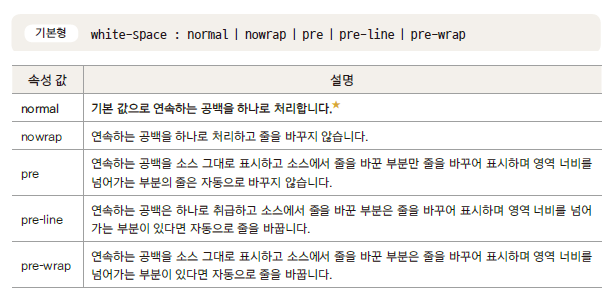 기본형 white-space : normal | nowrap | pre | pre-line | pre-wrap
속성 값 설명
normal 기본 값으로 연속하는 공백을 하나로 처리합니다.★
nowrap 연속하는 공백을 하나로 처리하고 줄을 바꾸지 않습니다.
pre 연속하는 공백을 소스 그대로 표시하고 소스에서 줄을 바꾼 부분만 줄을 바꾸어 표시하며 영역 너비를
넘어가는 부분의 줄은 자동으로 바꾸지 않습니다.
pre-line 연속하는 공백은 하나로 취급하고 소스에서 줄을 바꾼 부분은 줄을 바꾸어 표시하며 영역 너비를 넘어
가는 부분이 있다면 자동으로 줄을 바꿉니다.
pre-wrap 연속하는 공백을 소스 그대로 표시하고 소스에서 줄을 바꾼 부분은 줄을 바꾸어 표시하며 영역 너비를
넘어가는 부분이 있다면 자동으로 줄을 바꿉니다.